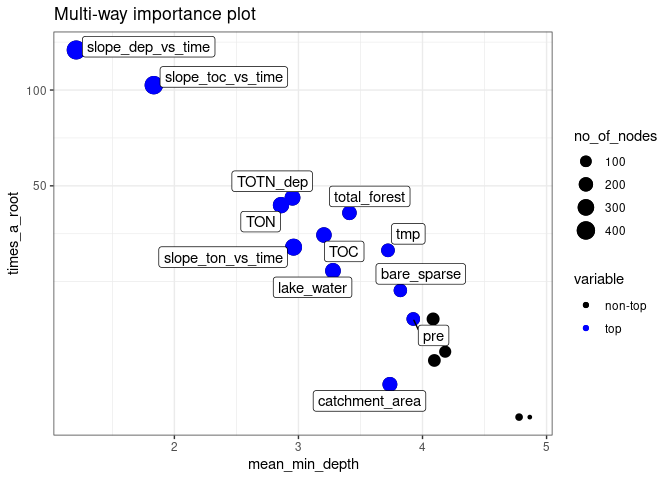 Multi-way importance plot
slope_dep_vs_time
slope_toc_vs_time
100
TOTN_dep
50
total_forest
TON
tmp
TOC
slope_ton_vs_time
bare_sparse
lake_water
pre
catchment_area
2
3
4
5
mean_min_depth
times_a_root
no_of_nodes
100
200
300
400
variable
non-top
top